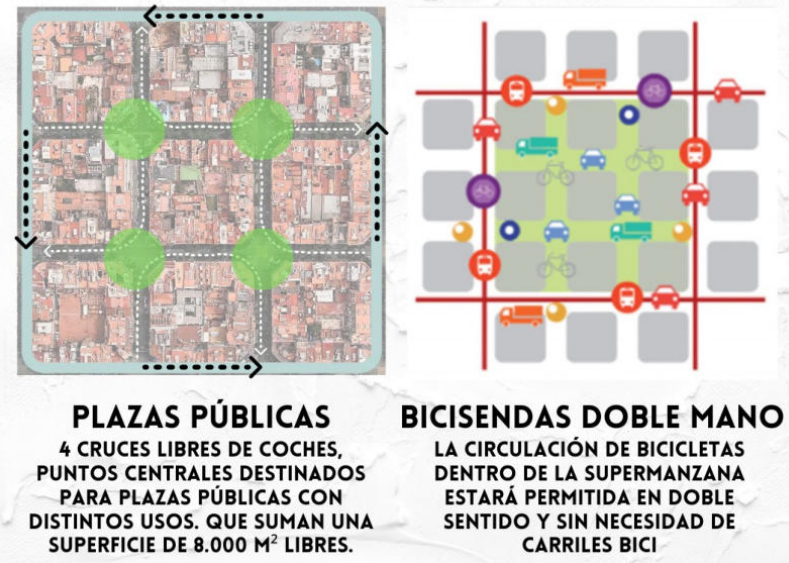 PLAZAS PÚBLICAS
4 CRUCES LIBRES DE COCHES,
PUNTOS CENTRALES DESTINADOS
PARA PLAZAS PÚBLICAS CON
DISTINTOS USOS. QUE SUMAN UNA
SUPERFICIE DE 8.000 M² LIBRES.
BICISENDAS DOBLE MANO
LA CIRCULACIÓN DE BICICLETAS
DENTRO DE LA SUPERMANZANA
ESTARÁ PERMITIDA EN DOBLE
SENTIDO Y SIN NECESIDAD DE
CARRILES BICI